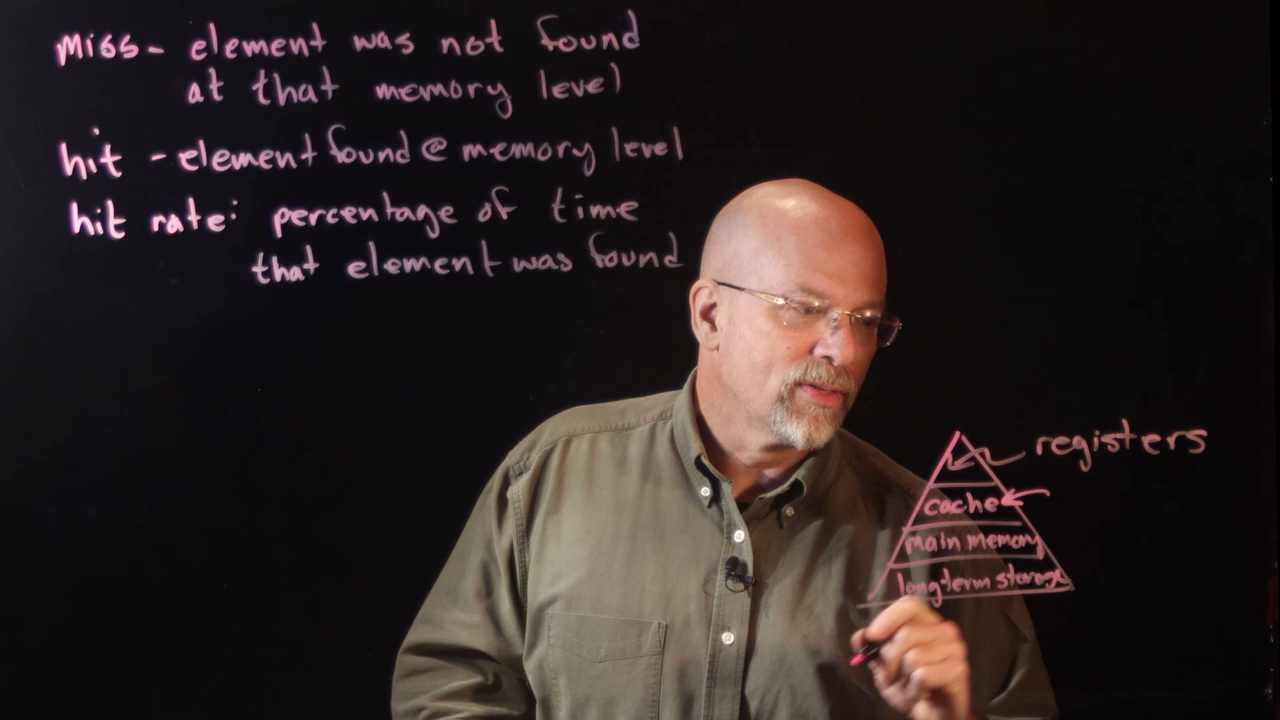 miss - element was not found
at that memory level
hit - element found @ memory level
hit rate: percentage of time
that element was found
registers
cache
main memory
long-term storage